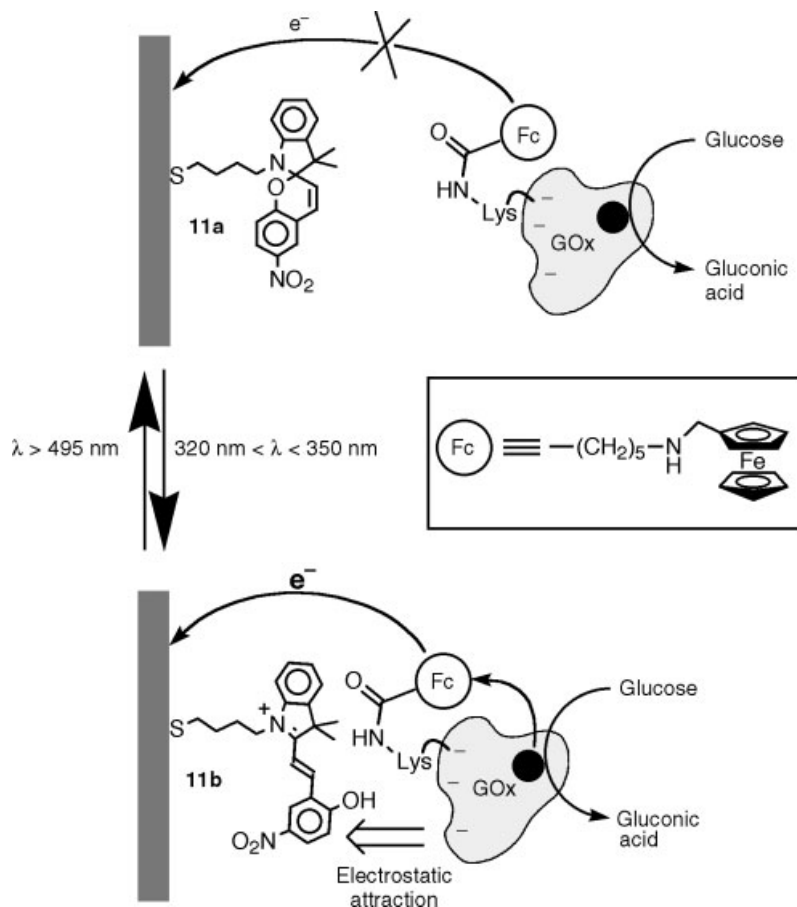 e⁻
Fc
O
Glucose
N
HN
Lys
S
O
GOx
11a
Gluconic
acid
NO₂
λ > 495 nm
320 nm < λ < 350 nm
Fc
(CH₂)₅
N
H
Fe
e⁻
O
Fc
Glucose
+
N
HN
Lys
S
GOx
11b
OH
O₂N
Gluconic
acid
Electrostatic
attraction